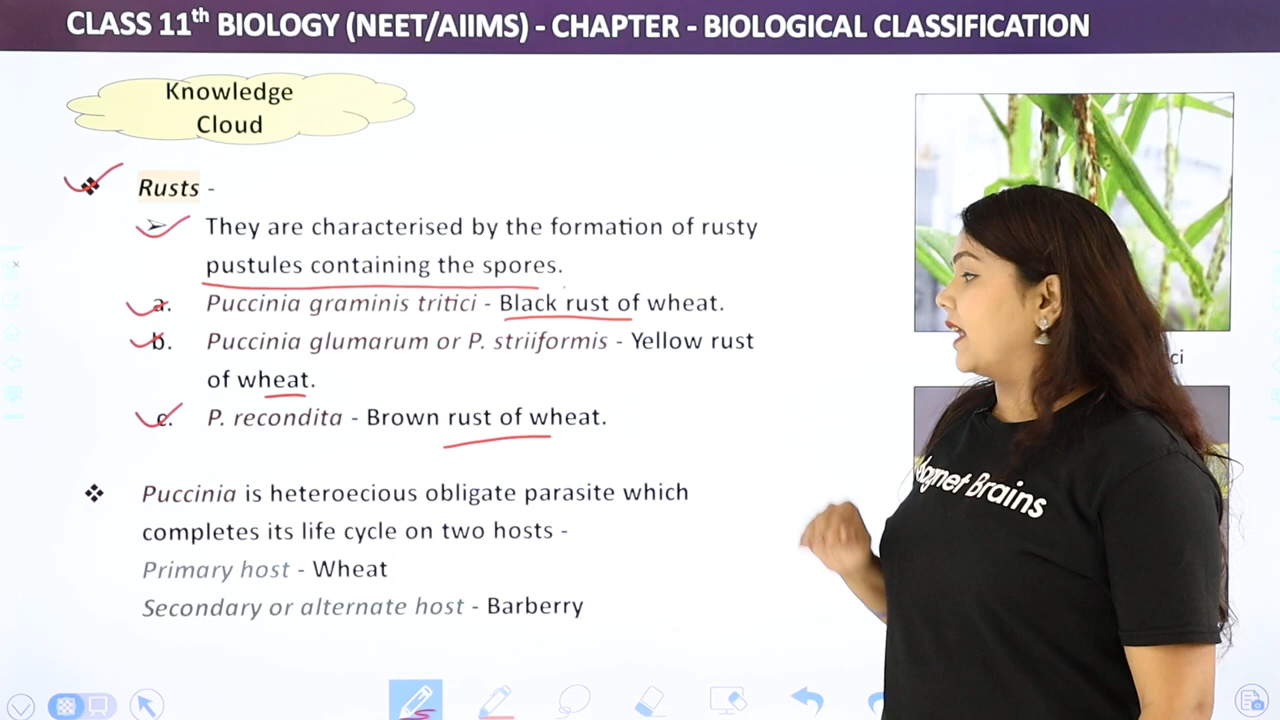 CLASS 11th BIOLOGY (NEET/AIIMS) - CHAPTER - BIOLOGICAL CLASSIFICATION
Knowledge
Cloud
❖ Rusts -
➢ They are characterised by the formation of rusty
pustules containing the spores.
a. Puccinia graminis tritici - Black rust of wheat.
b. Puccinia glumarum or P. striiformis - Yellow rust
of wheat.
c. P. recondita - Brown rust of wheat.
❖ Puccinia is heteroecious obligate parasite which
completes its life cycle on two hosts -
Primary host - Wheat
Secondary or alternate host - Barberry
Brains